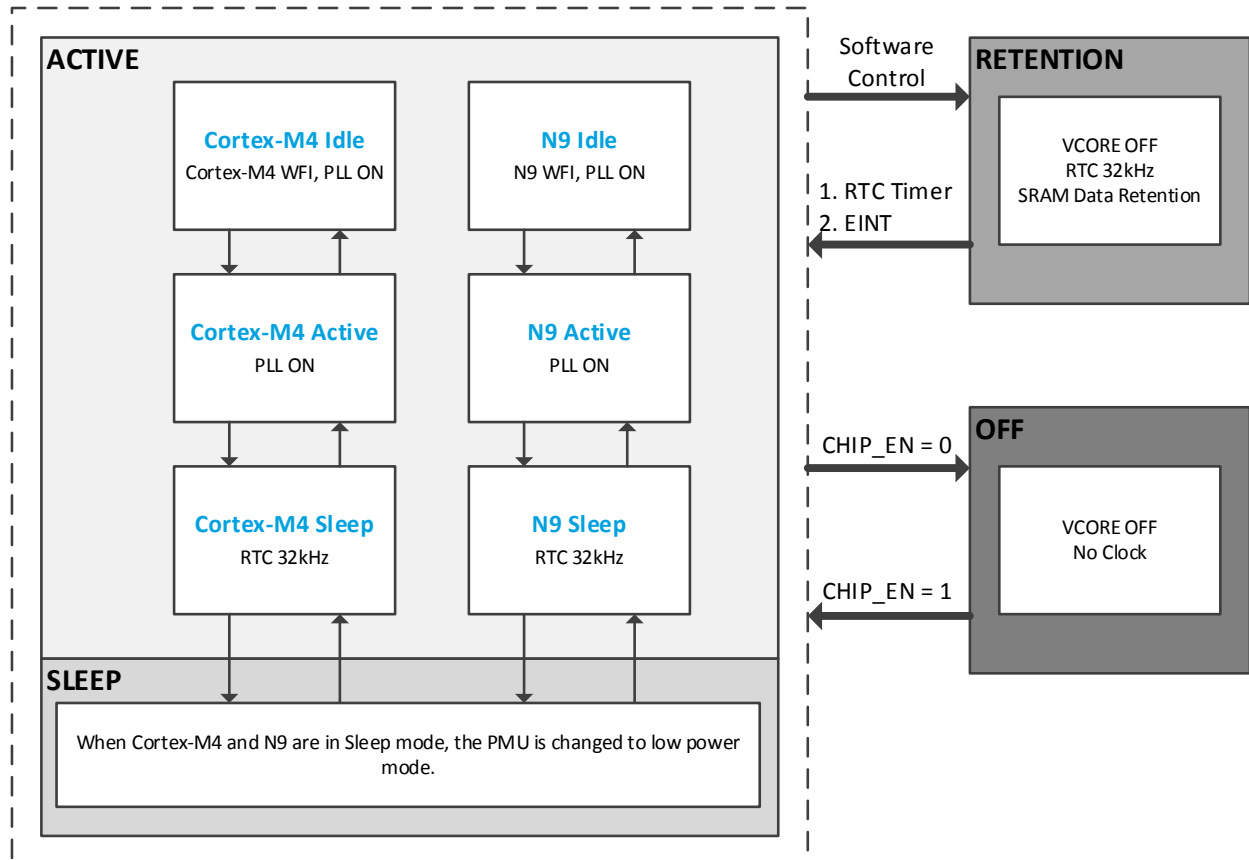 ACTIVE
Cortex-M4 Idle
Cortex-M4 WFI, PLL ON
N9 Idle
N9 WFI, PLL ON
Cortex-M4 Active
PLL ON
N9 Active
PLL ON
Cortex-M4 Sleep
RTC 32kHz
N9 Sleep
RTC 32kHz
SLEEP
When Cortex-M4 and N9 are in Sleep mode, the PMU is changed to low power
mode.
Software
Control
1. RTC Timer
2. EINT
RETENTION
VCORE OFF
RTC 32kHz
SRAM Data Retention
CHIP_EN = 0
CHIP_EN = 1
OFF
VCORE OFF
No Clock